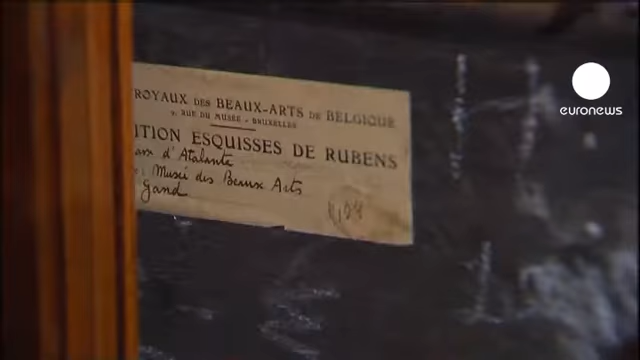 ROYAUX DES BEAUX-ARTS DE BELGIQUE
9, RUE DU MUSÉE - BRUXELLES
ITION ESQUISSES DE RUBENS
d'Atalante
Musée des Beaux Arts
Gand
euronews